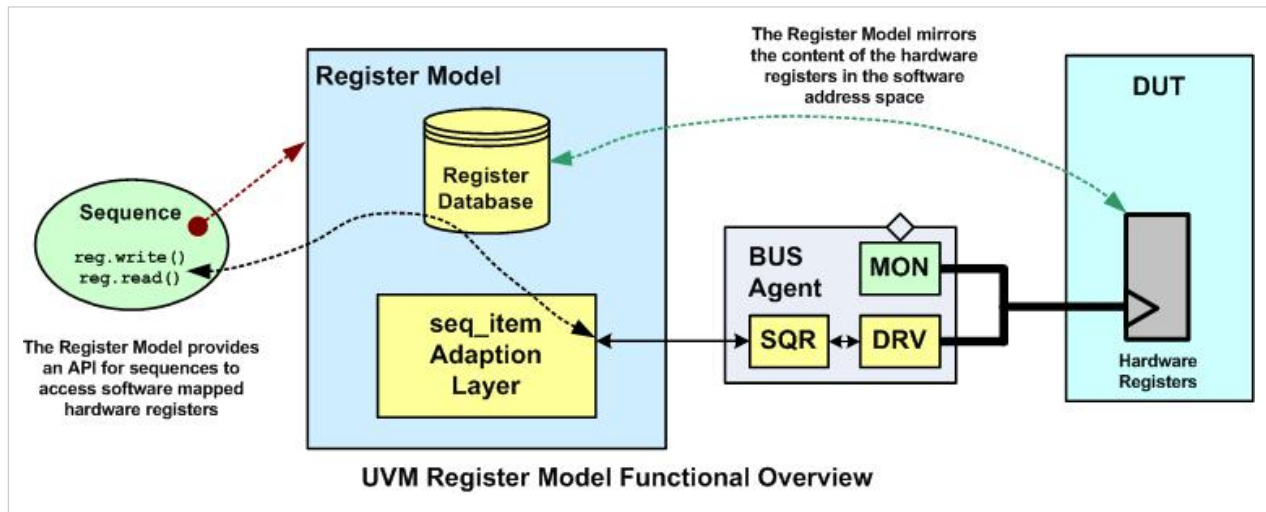 The Register Model mirrors
the content of the hardware
registers in the software
address space
Register Model
DUT
Register
Database
Sequence
reg.write()
reg.read()
BUS
Agent
MON
seq_item
Adaption
Layer
SQR
DRV
The Register Model provides
an API for sequences to
access software mapped
hardware registers
Hardware
Registers
UVM Register Model Functional Overview